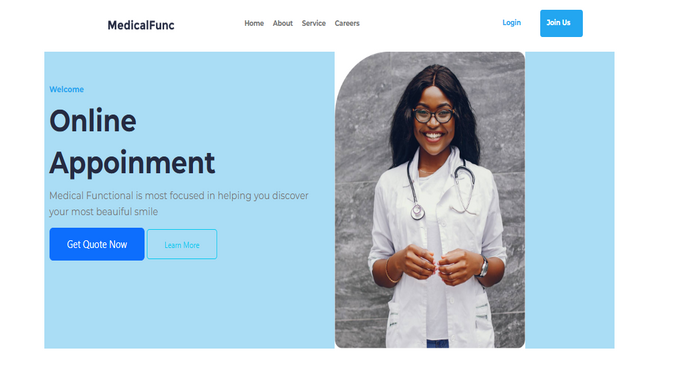 MedicalFunc
Home About Service Careers
Login
Join Us
Welcome
Online
Appoinment
Medical Functional is most focused in helping you discover
your most beauiful smile
Get Quote Now
Learn More